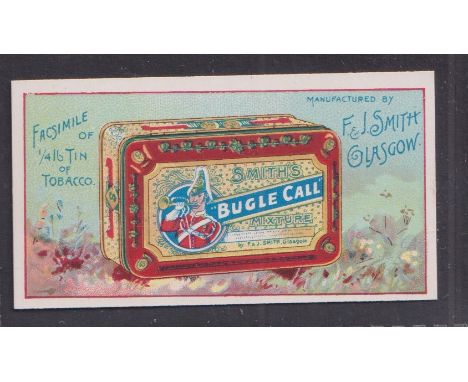 FACSIMILE
OF
1/4 lb TIN
OF
TOBACCO.
MANUFACTURED BY
F & J. SMITH
GLASGOW.
SMITH'S
"BUGLE CALL"
MIXTURE
by F & J. SMITH, Glasgow